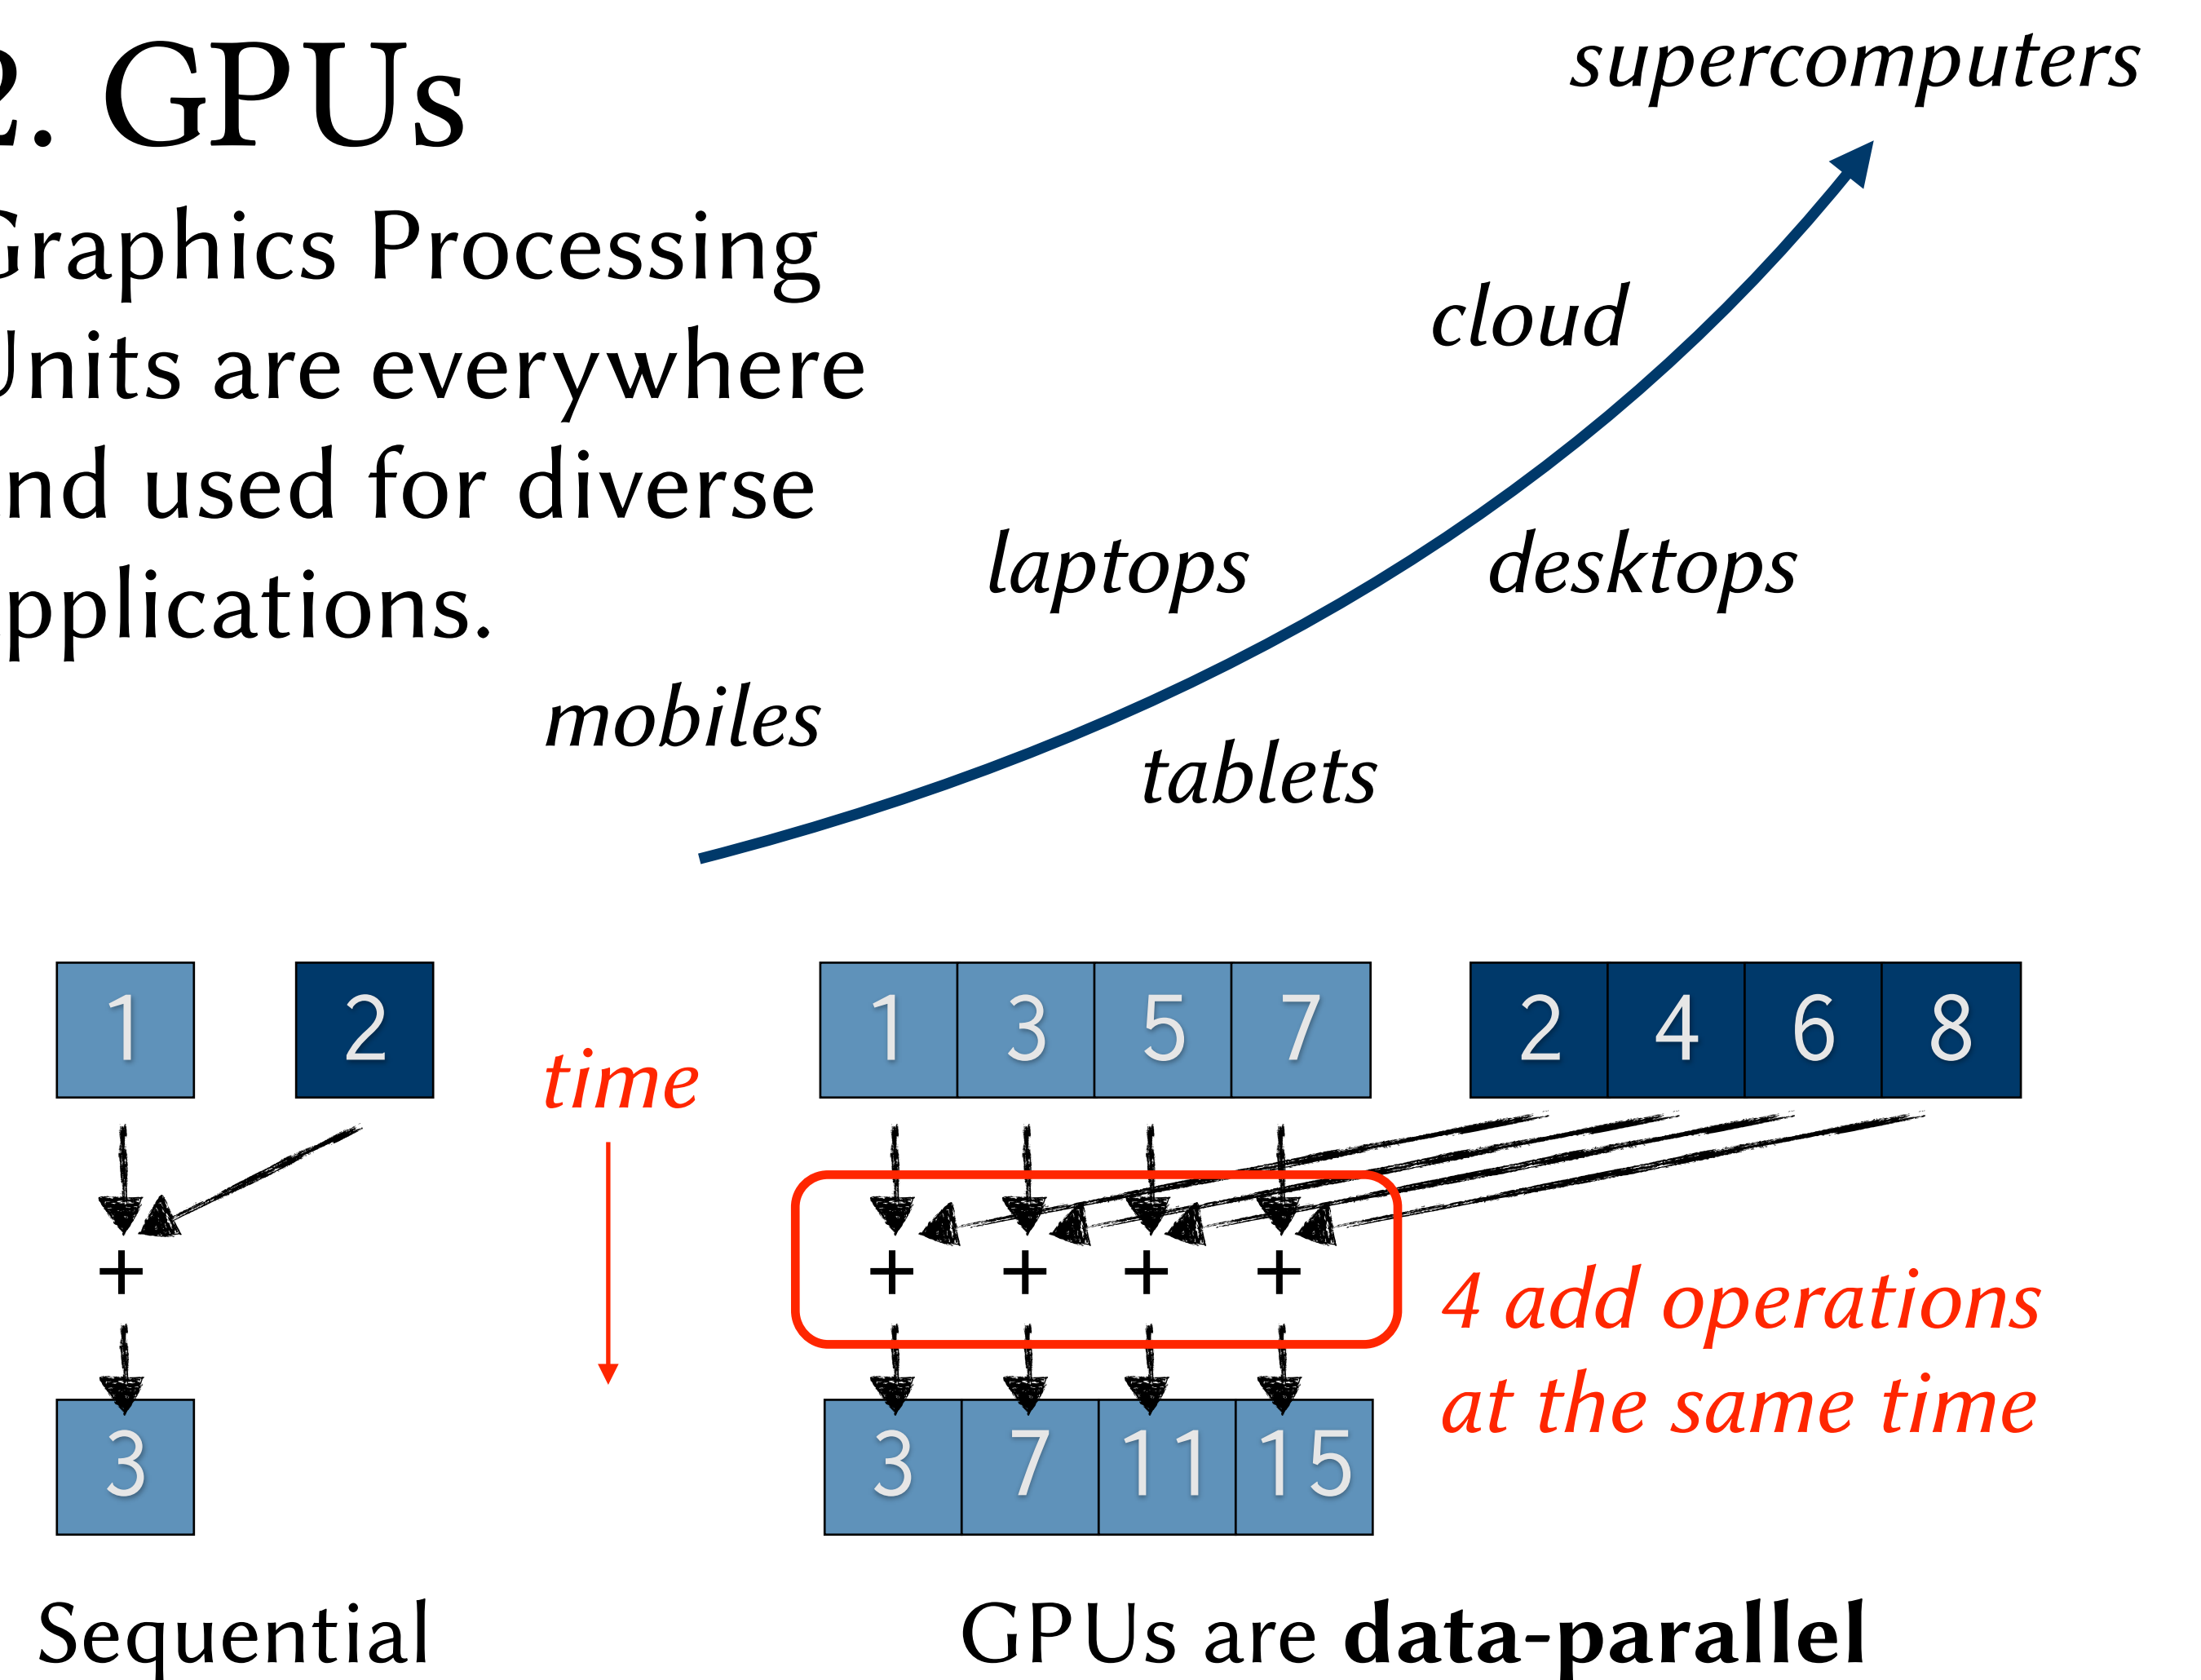 2. GPUs
Graphics Processing
Units are everywhere
nd used for diverse
pplications.
supercomputers
cloud
laptops
desktops
mobiles
tablets
1
2
time
1 3 5 7
2 4 6 8
+
+ + + +
4 add operations
at the same time
3
3 7 11 15
Sequential
GPUs are data-parallel